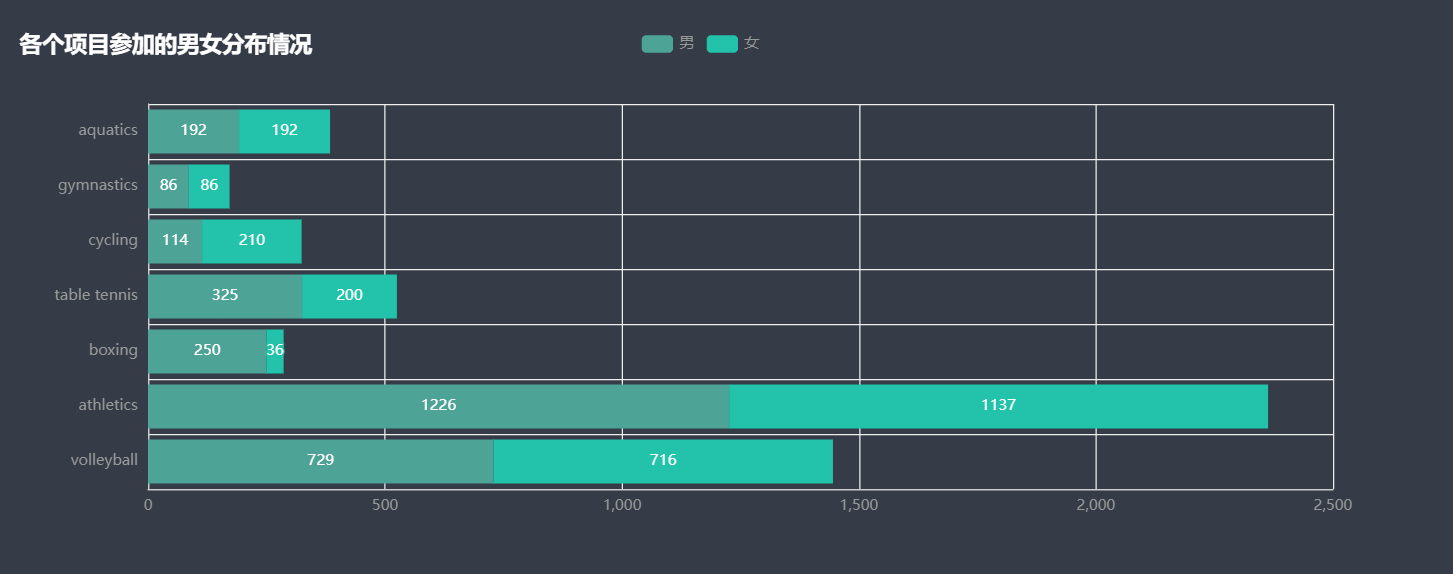 各个项目参加的男女分布情况
男 女
aquatics 192 192
gymnastics 86 86
cycling 114 210
table tennis 325 200
boxing 250 36
athletics 1226 1137
volleyball 729 716
0 500 1,000 1,500 2,000 2,500